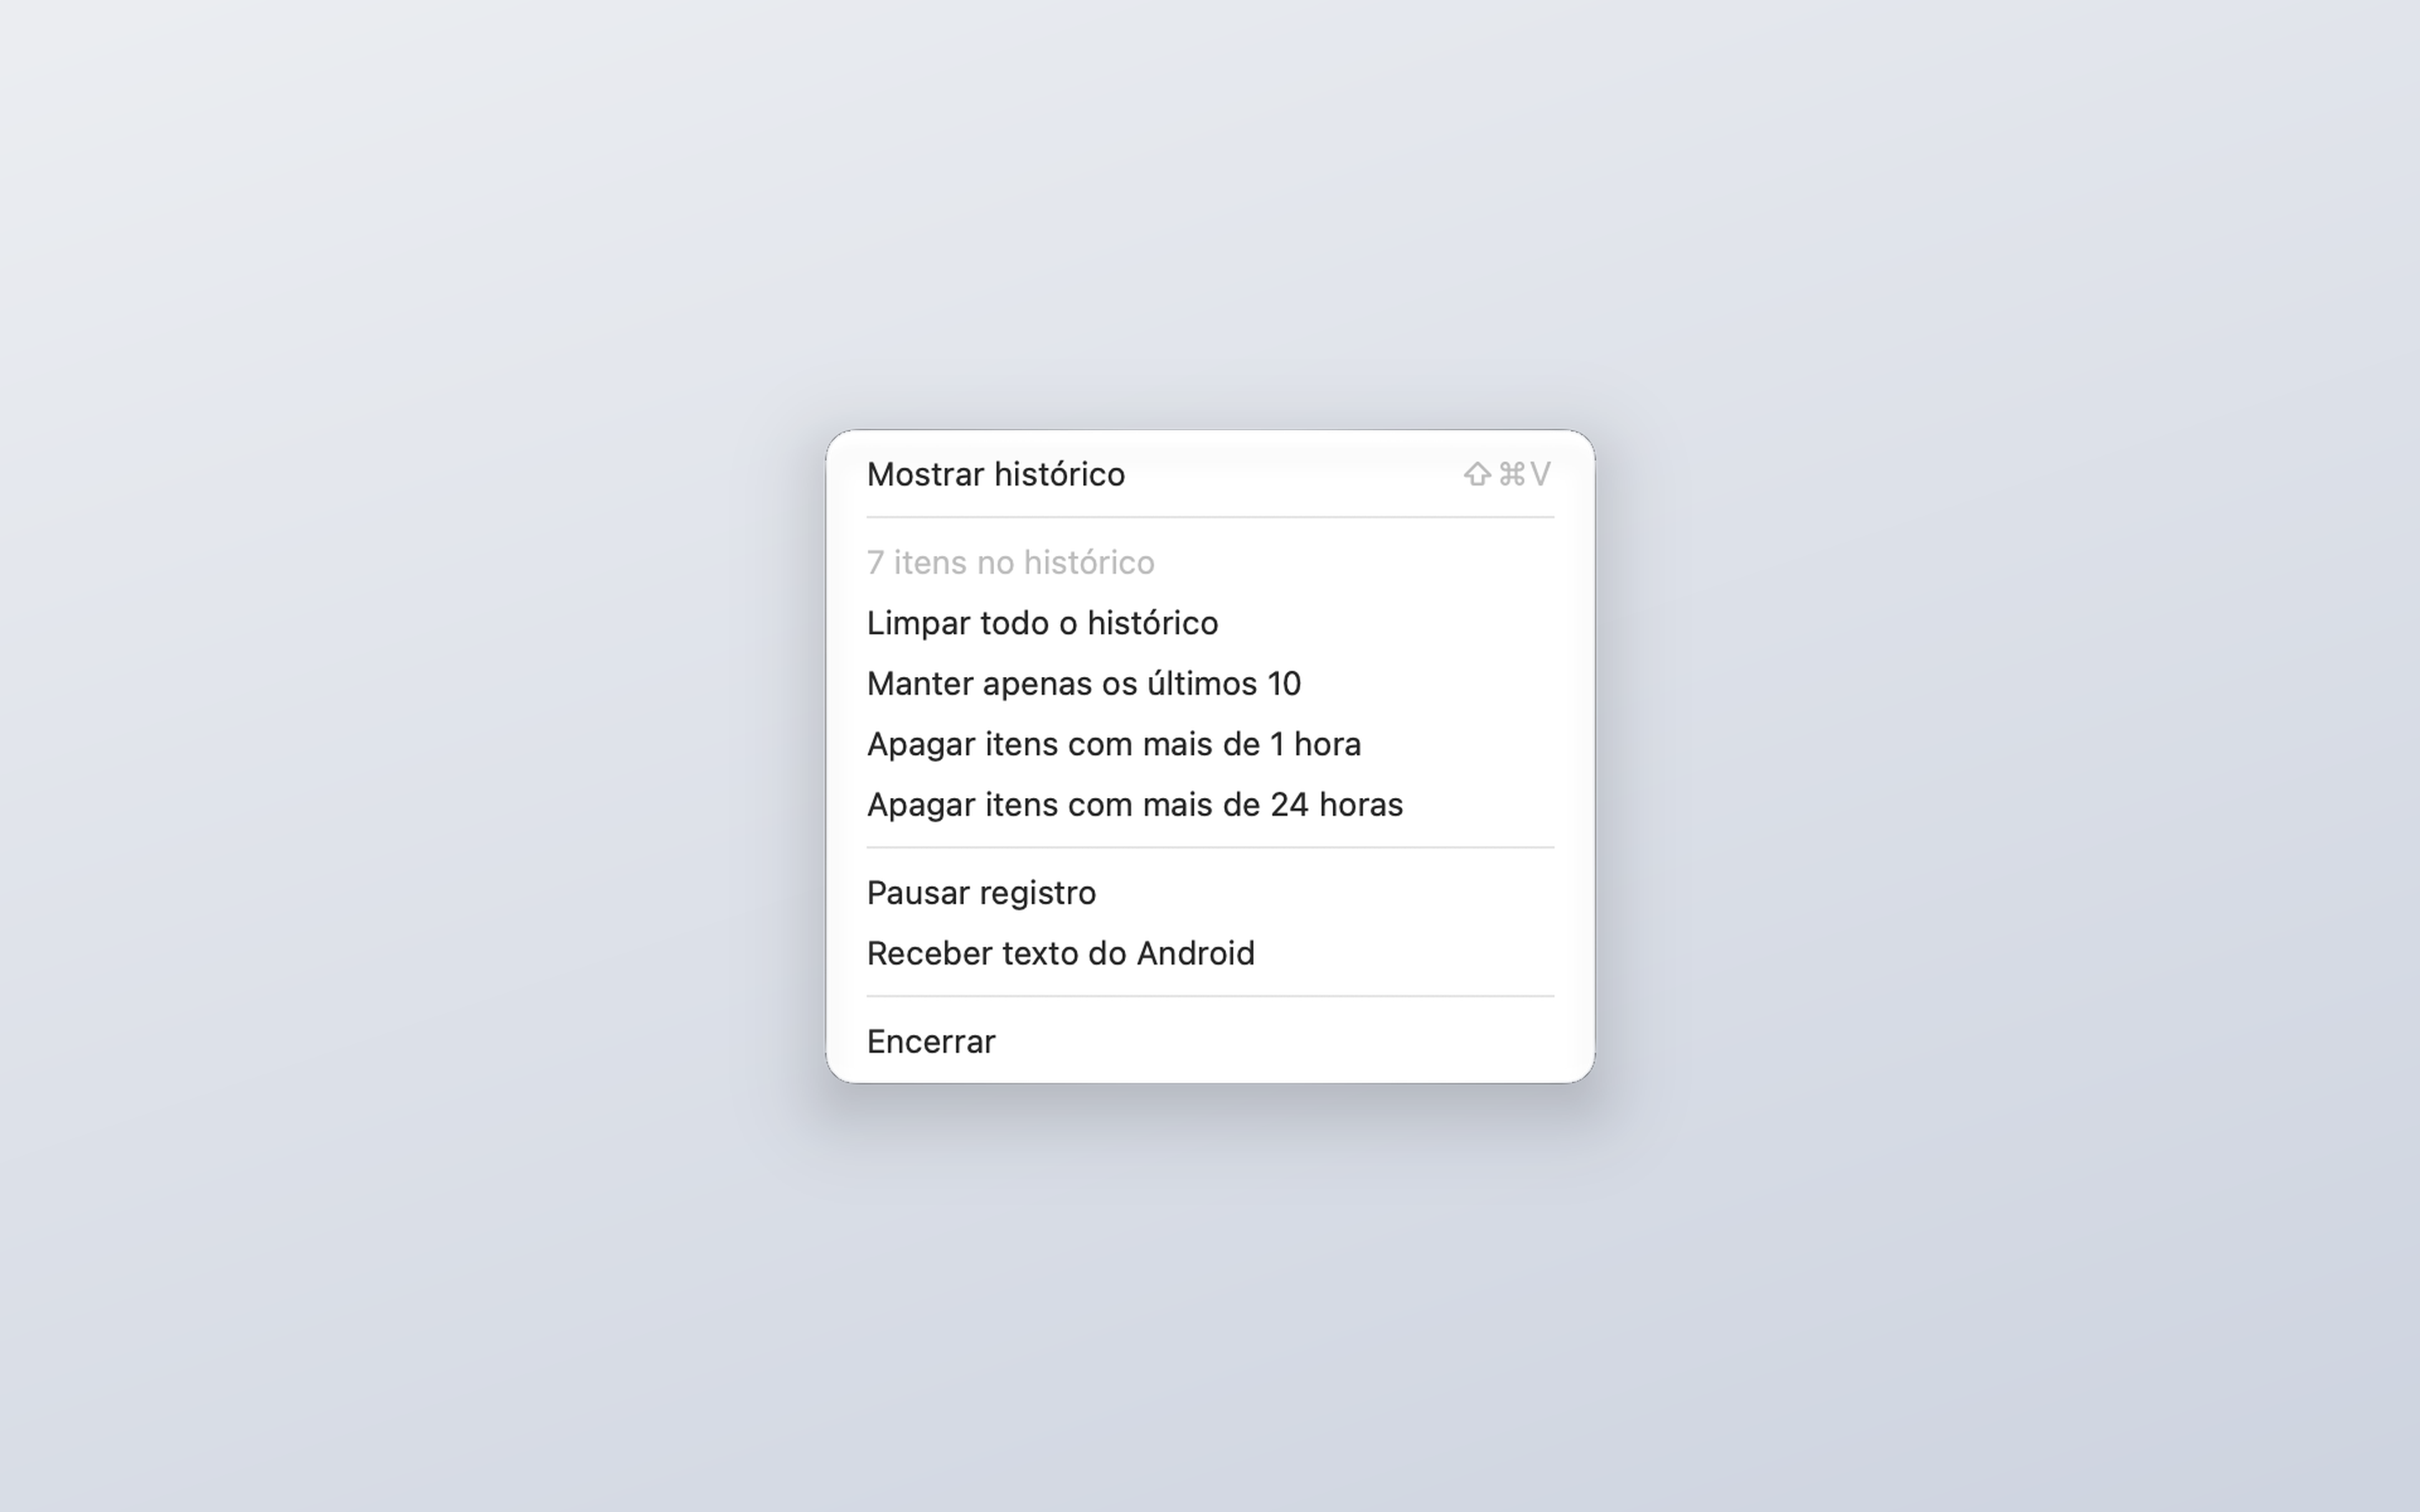 Mostrar histórico ⇧⌘V
7 itens no histórico
Limpar todo o histórico
Manter apenas os últimos 10
Apagar itens com mais de 1 hora
Apagar itens com mais de 24 horas
Pausar registro
Receber texto do Android
Encerrar